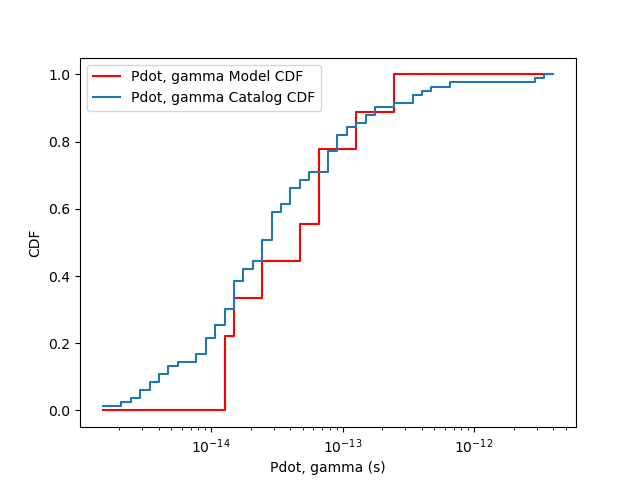 Pdot, gamma Model CDF
Pdot, gamma Catalog CDF
1.0
0.8
0.6
0.4
0.2
0.0
CDF
10⁻¹⁴ 10⁻¹³ 10⁻¹²
Pdot, gamma (s)